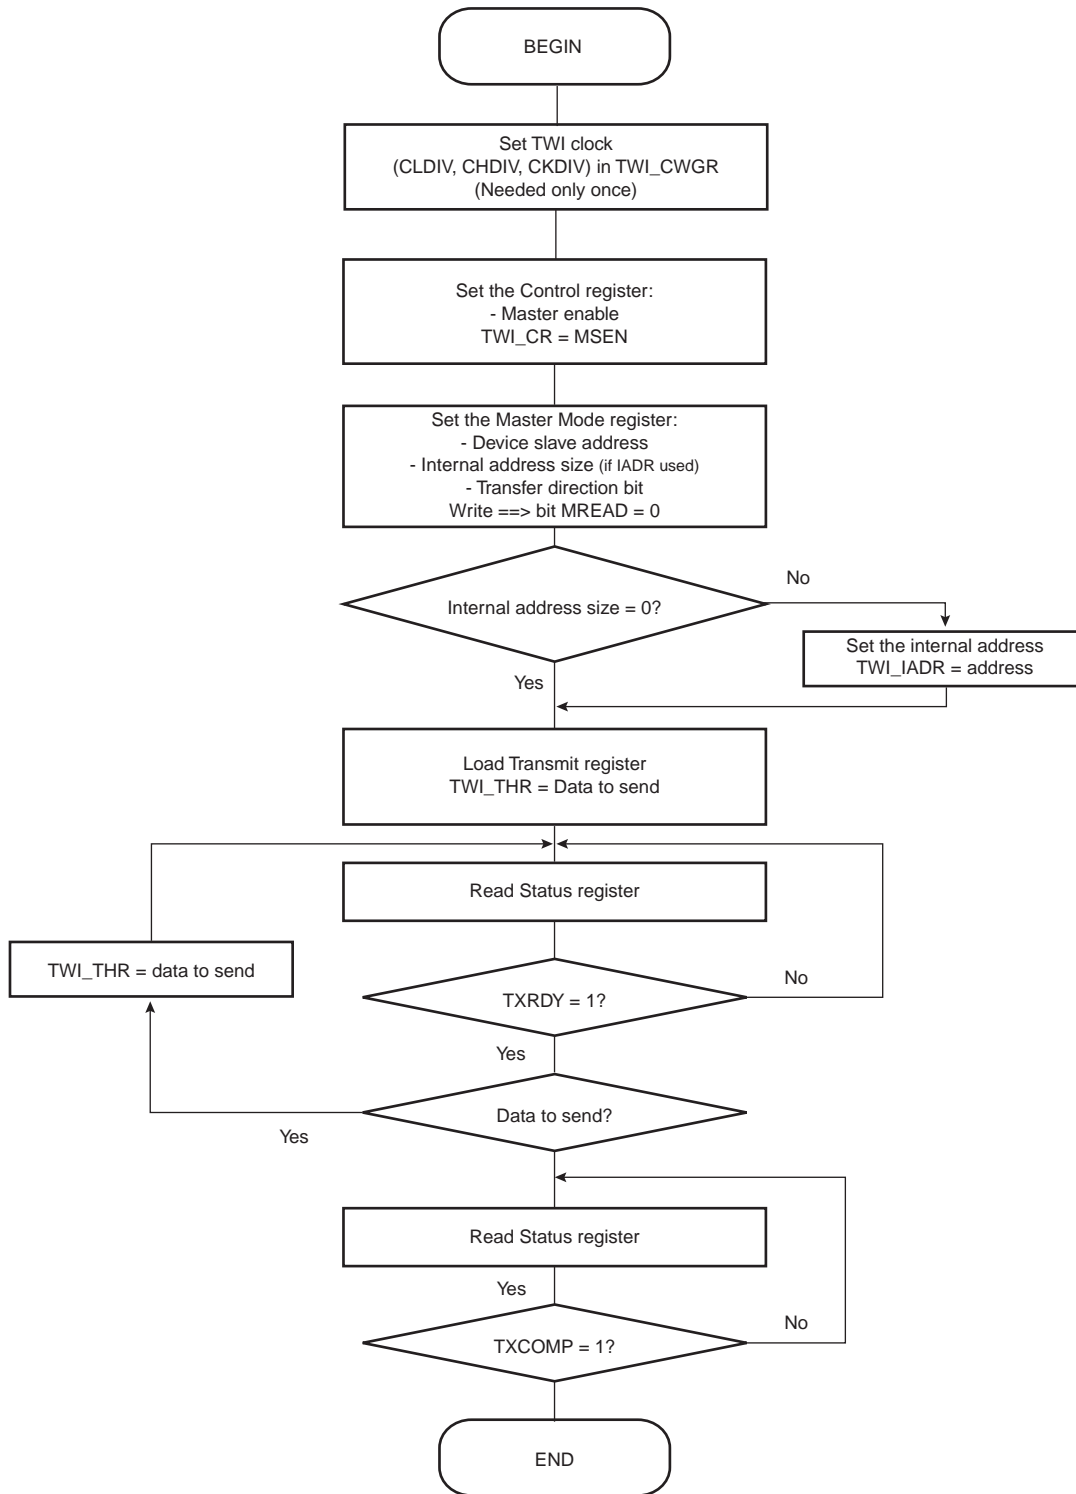 BEGIN
Set TWI clock
(CLDIV, CHDIV, CKDIV) in TWI_CWGR
(Needed only once)
Set the Control register:
- Master enable
TWI_CR = MSEN
Set the Master Mode register:
- Device slave address
- Internal address size (if IADR used)
- Transfer direction bit
Write ==> bit MREAD = 0
No
Internal address size = 0?
Set the internal address
TWI_IADR = address
Yes
Load Transmit register
TWI_THR = Data to send
Read Status register
TWI_THR = data to send
No
TXRDY = 1?
Yes
Data to send?
Yes
Read Status register
Yes
No
TXCOMP = 1?
END